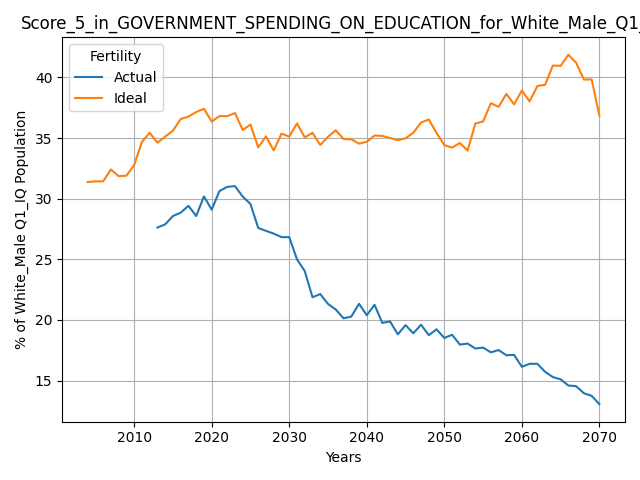 Score_5_in_GOVERNMENT_SPENDING_ON_EDUCATION_for_White_Male_Q1_
Fertility
Actual
Ideal
% of White_Male Q1_IQ Population
40
35
30
25
20
15
2010 2020 2030 2040 2050 2060 2070
Years